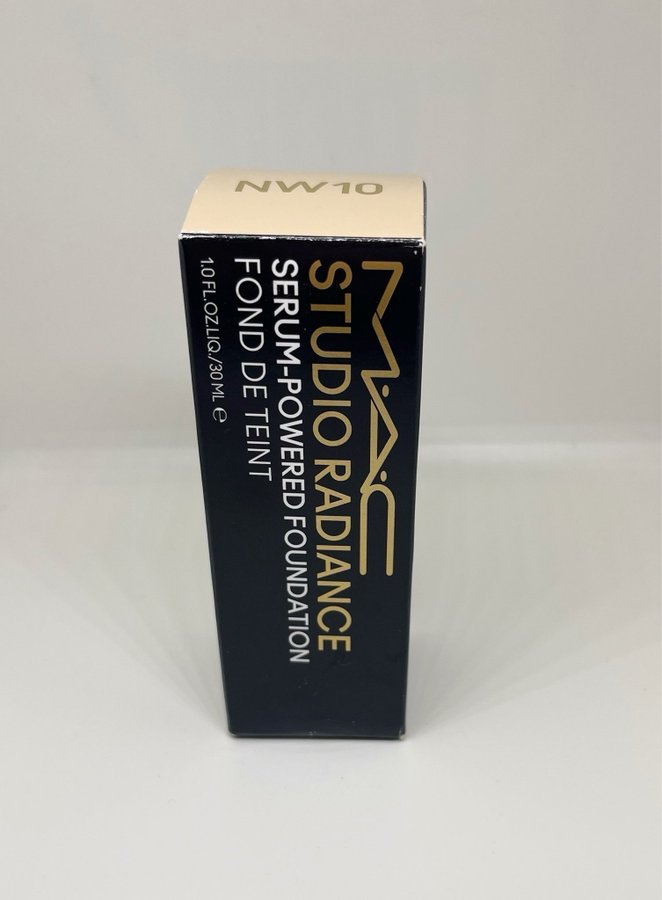 NW10
M·A·C
STUDIO RADIANCE
SERUM-POWERED FOUNDATION
FOND DE TEINT
1.0 FL.OZ.LIQ./30 ML ℮